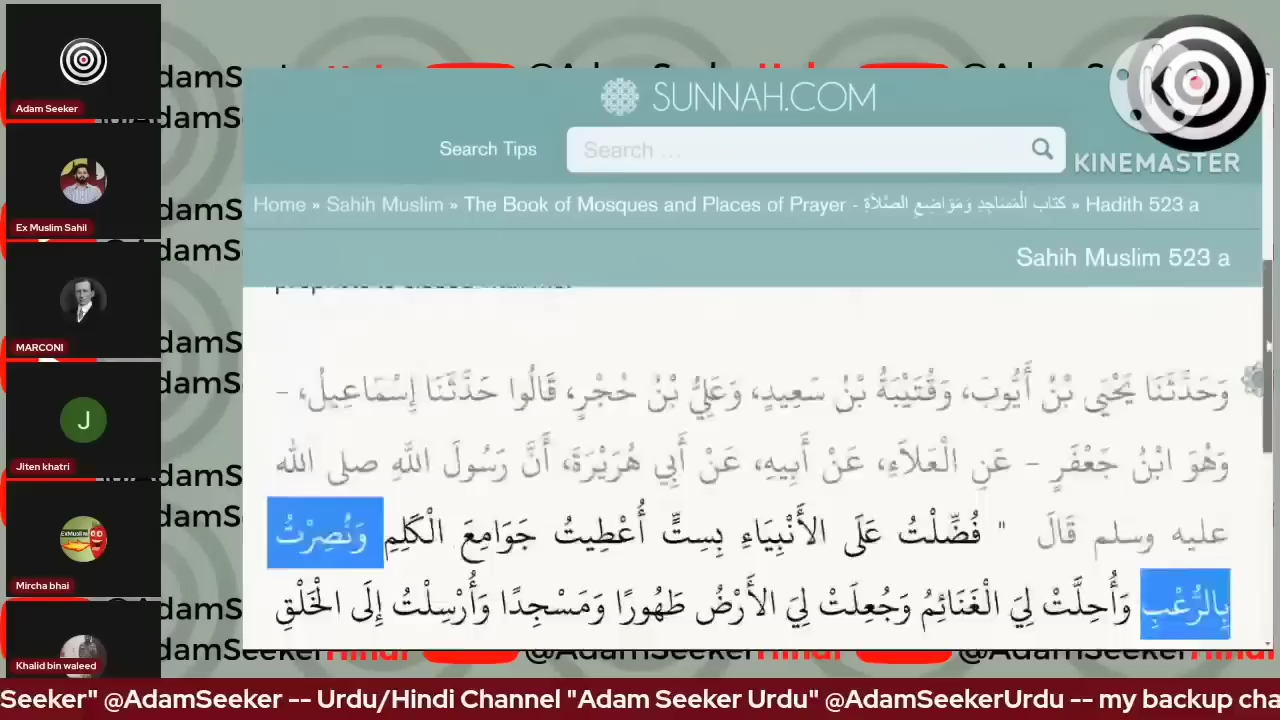 Adam Seeker
Ex Muslim Sahil
MARCONI
Jiten khatri
J
Mircha bhai
Khalid bin waleed
SUNNAH.COM
Search Tips
Search ...
KINEMASTER
Home » Sahih Muslim » The Book of Mosques and Places of Prayer - كتاب الْمَسَاجِدِ وَمَوَاضِعِ الصَّلاَةِ » Hadith 523 a
Sahih Muslim 523 a
وَحَدَّثَنَا يَحْيَى بْنُ أَيُّوبَ، وَقُتَيْبَةُ بْنُ سَعِيدٍ، وَعَلِيُّ بْنُ حُجْرٍ، قَالُوا حَدَّثَنَا إِسْمَاعِيلُ، -
وَهُوَ ابْنُ جَعْفَرٍ - عَنِ الْعَلاَءِ، عَنْ أَبِيهِ، عَنْ أَبِي هُرَيْرَةَ، أَنَّ رَسُولَ اللَّهِ صلى الله
عليه وسلم قَالَ " فُضِّلْتُ عَلَى الأَنْبِيَاءِ بِسِتٍّ أُعْطِيتُ جَوَامِعَ الْكَلِمِ وَنُصِرْتُ
بِالرُّعْبِ وَأُحِلَّتْ لِيَ الْغَنَائِمُ وَجُعِلَتْ لِيَ الأَرْضُ طَهُورًا وَمَسْجِدًا وَأُرْسِلْتُ إِلَى الْخَلْقِ
Seeker" @AdamSeeker -- Urdu/Hindi Channel "Adam Seeker Urdu" @AdamSeekerUrdu -- my backup cha